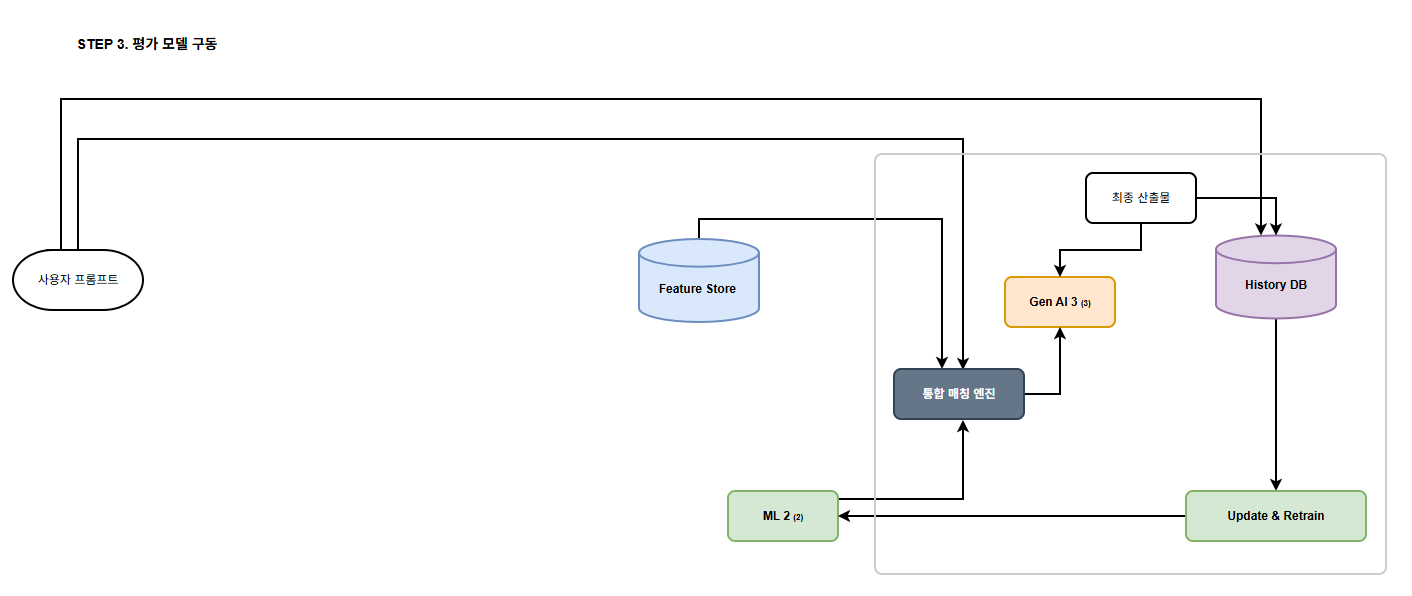 STEP 3. 평가 모델 구동
최종 산출물
사용자 프롬프트
Feature Store
History DB
Gen AI 3 (3)
통합 매칭 엔진
ML 2 (2)
Update & Retrain